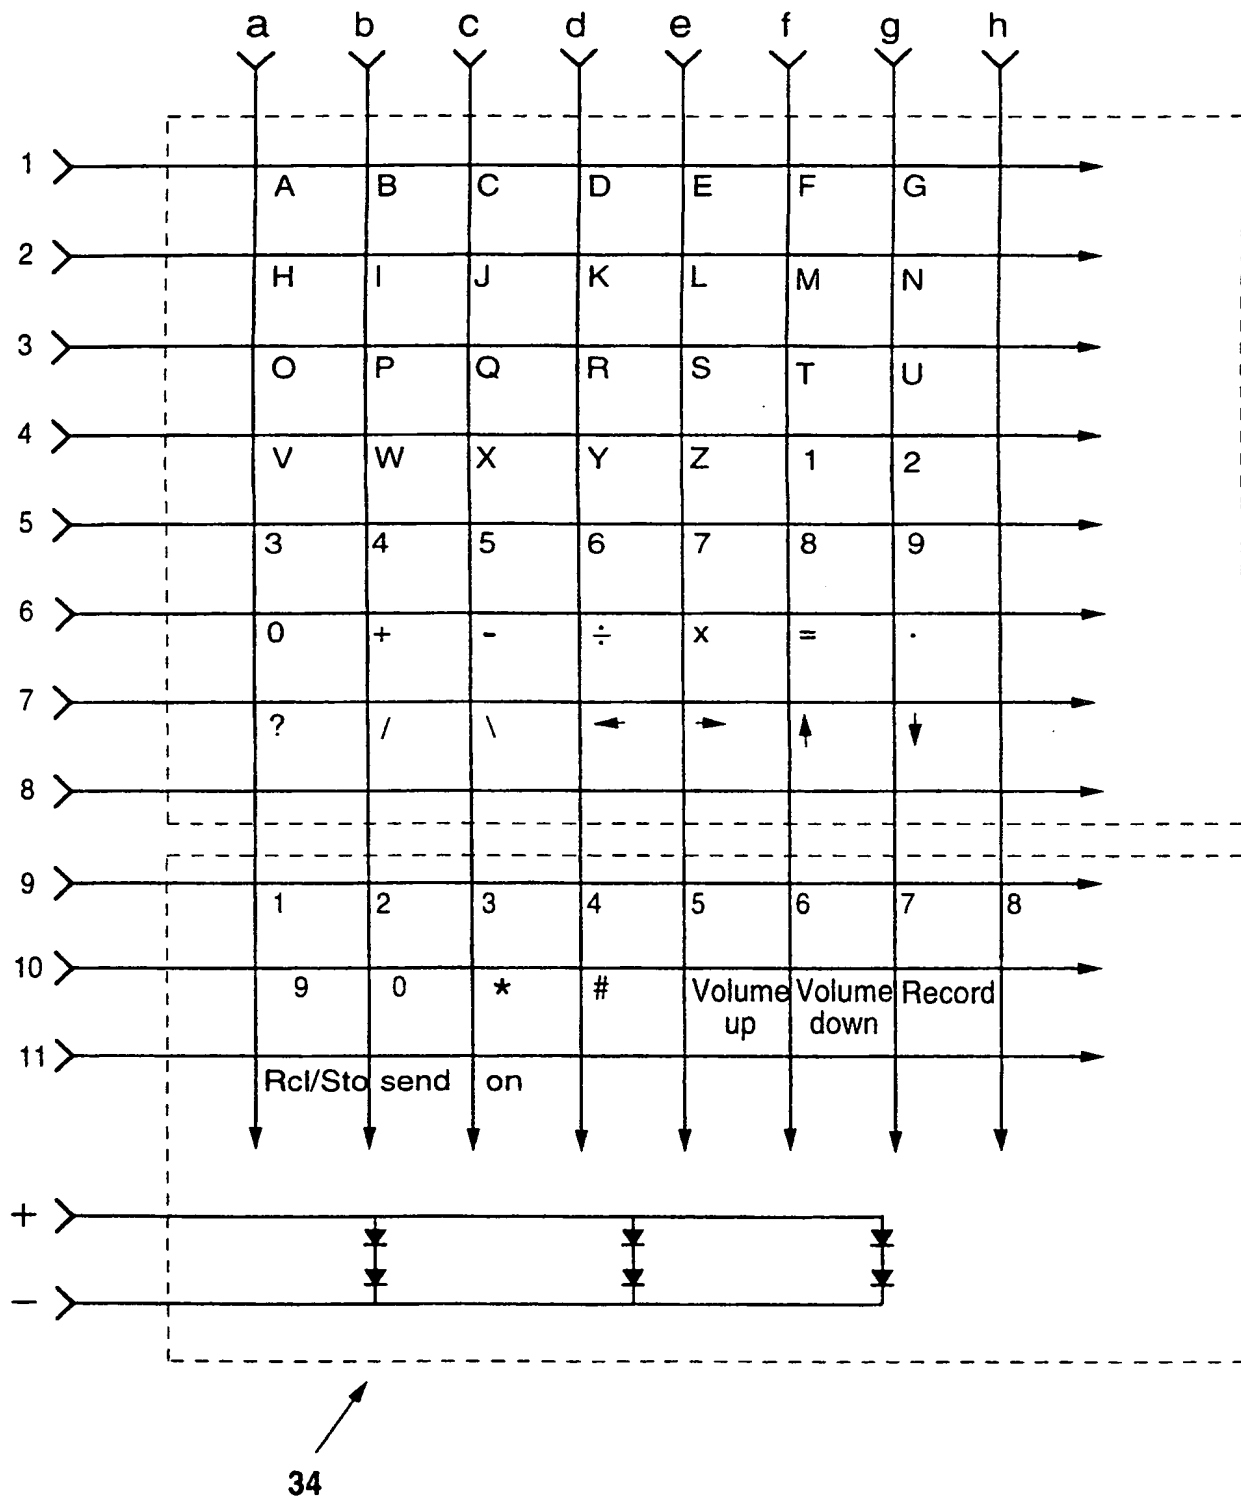 a b c d e f g h
1
A B C D E F G
2
H I J K L M N
3
O P Q R S T U
4
V W X Y Z 1 2
5
3 4 5 6 7 8 9
6
0 + - ÷ x = .
7
? / \ ← → ↑ ↓
8
9
1 2 3 4 5 6 7 8
10
9 0 * # Volume up Volume down Record
11
Rcl/Sto send on
+
−
34